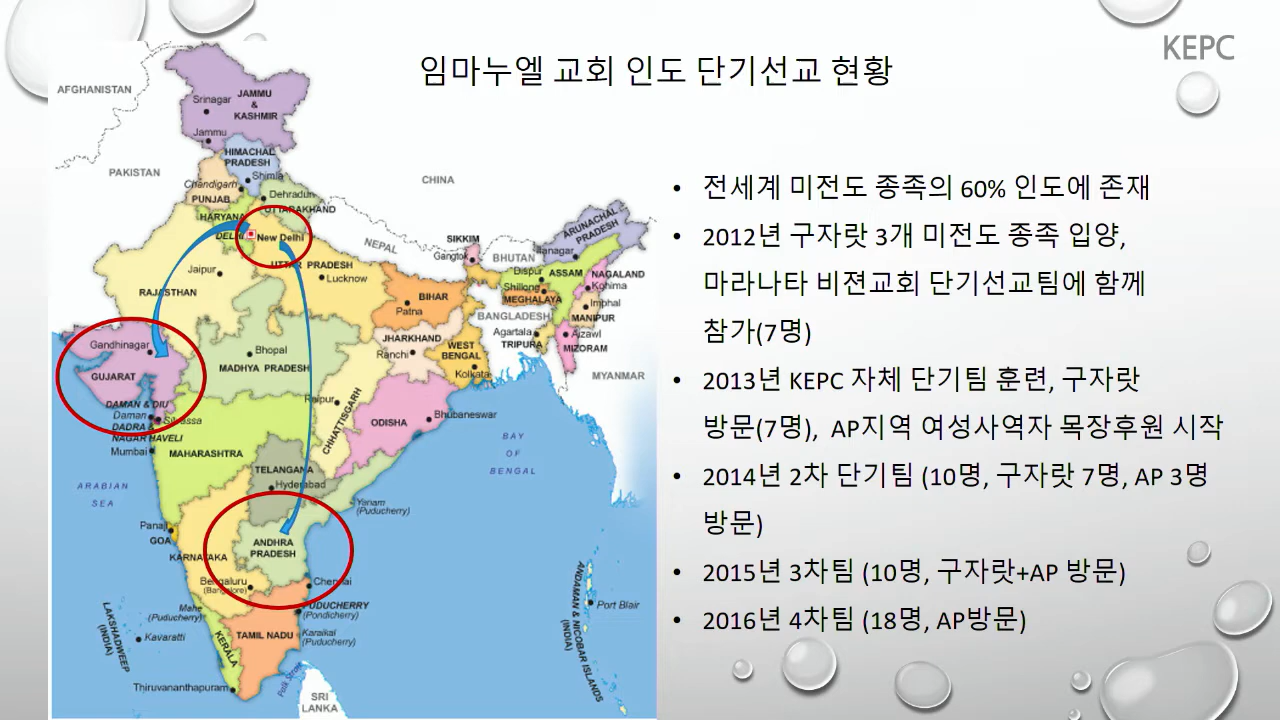 KEPC
임마누엘 교회 인도 단기선교 현황
• 전세계 미전도 종족의 60% 인도에 존재
• 2012년 구자랏 3개 미전도 종족 입양,
마라나타 비젼교회 단기선교팀에 함께
참가(7명)
• 2013년 KEPC 자체 단기팀 훈련, 구자랏
방문(7명), AP지역 여성사역자 목장후원 시작
• 2014년 2차 단기팀 (10명, 구자랏 7명, AP 3명
방문)
• 2015년 3차팀 (10명, 구자랏+AP 방문)
• 2016년 4차팀 (18명, AP방문)
AFGHANISTAN
PAKISTAN
CHINA
NEPAL
BHUTAN
BANGLADESH
MYANMAR
SRI
LANKA
JAMMU
&
KASHMIR
Srinagar
Jammu
HIMACHAL
PRADESH
Shimla
Chandigarh
PUNJAB
Dehradun
UTTARAKHAND
HARYANA
DELHI
New Delhi
UTTAR PRADESH
Lucknow
Jaipur
RAJASTHAN
BIHAR
Patna
SIKKIM
Gangtok
ARUNACHAL
PRADESH
Itanagar
Dispur
ASSAM
NAGALAND
Kohima
Shillong
MEGHALAYA
Imphal
MANIPUR
Agartala
TRIPURA
Aizawl
MIZORAM
JHARKHAND
Ranchi
WEST
BENGAL
Kolkata
Gandhinagar
GUJARAT
Bhopal
MADHYA PRADESH
Raipur
CHHATTISGARH
ODISHA
Bhubaneswar
DAMAN & DIU
Daman
Silvassa
DADRA &
NAGAR HAVELI
Mumbai
MAHARASHTRA
TELANGANA
Hyderabad
ARABIAN
SEA
BAY
OF
BENGAL
Yanam
(Puducherry)
Panaji
GOA
KARNATAKA
ANDHRA
PRADESH
Bengaluru
(Bangalore)
Chennai
Mahe
(Puducherry)
PUDUCHERRY
(Pondicherry)
TAMIL NADU
Karaikal
(Puducherry)
KERALA
LAKSHADWEEP
(INDIA)
Kavaratti
Thiruvananthapuram
Palk Strait
ANDAMAN & NICOBAR ISLANDS
(INDIA)
Port Blair